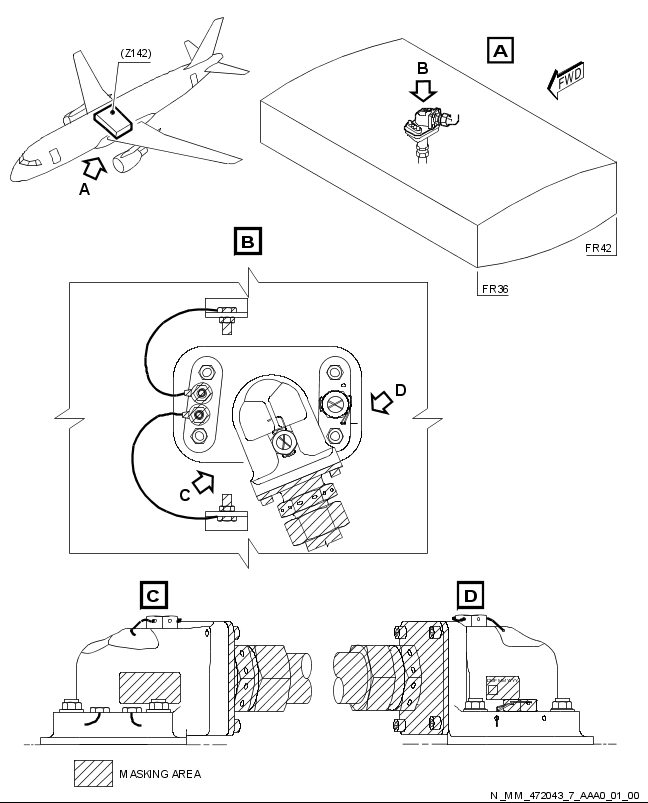 (Z142)
A
A
B
FWD
FR42
FR36
B
D
C
C
D
MASKING AREA
N_MM_472043_7_AAA0_01_00